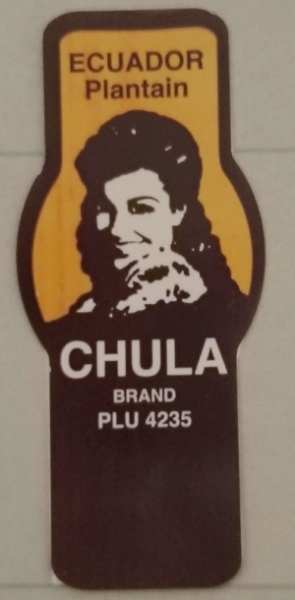 ECUADOR
Plantain
CHULA
BRAND
PLU 4235